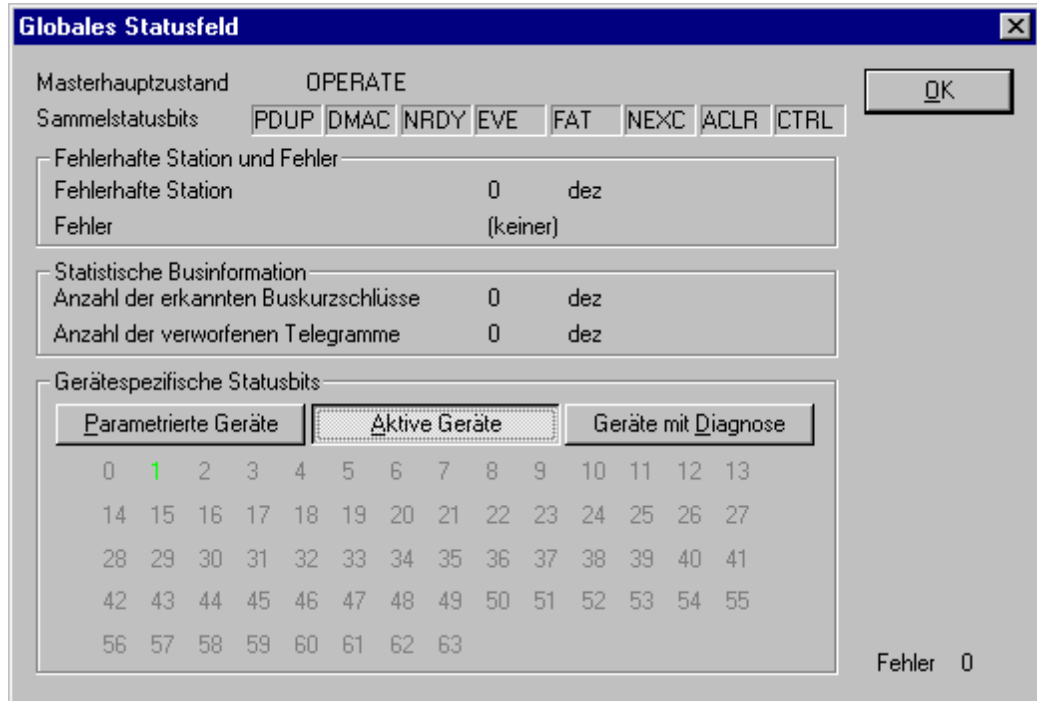 Globales Statusfeld
Masterhauptzustand OPERATE
OK
Sammelstatusbits PDUP DMAC NRDY EVE FAT NEXC ACLR CTRL
Fehlerhafte Station und Fehler
Fehlerhafte Station 0 dez
Fehler (keiner)
Statistische Businformation
Anzahl der erkannten Buskurzschlüsse 0 dez
Anzahl der verworfenen Telegramme 0 dez
Gerätespezifische Statusbits
Parametrierte Geräte Aktive Geräte Geräte mit Diagnose
0 1 2 3 4 5 6 7 8 9 10 11 12 13
14 15 16 17 18 19 20 21 22 23 24 25 26 27
28 29 30 31 32 33 34 35 36 37 38 39 40 41
42 43 44 45 46 47 48 49 50 51 52 53 54 55
56 57 58 59 60 61 62 63
Fehler 0